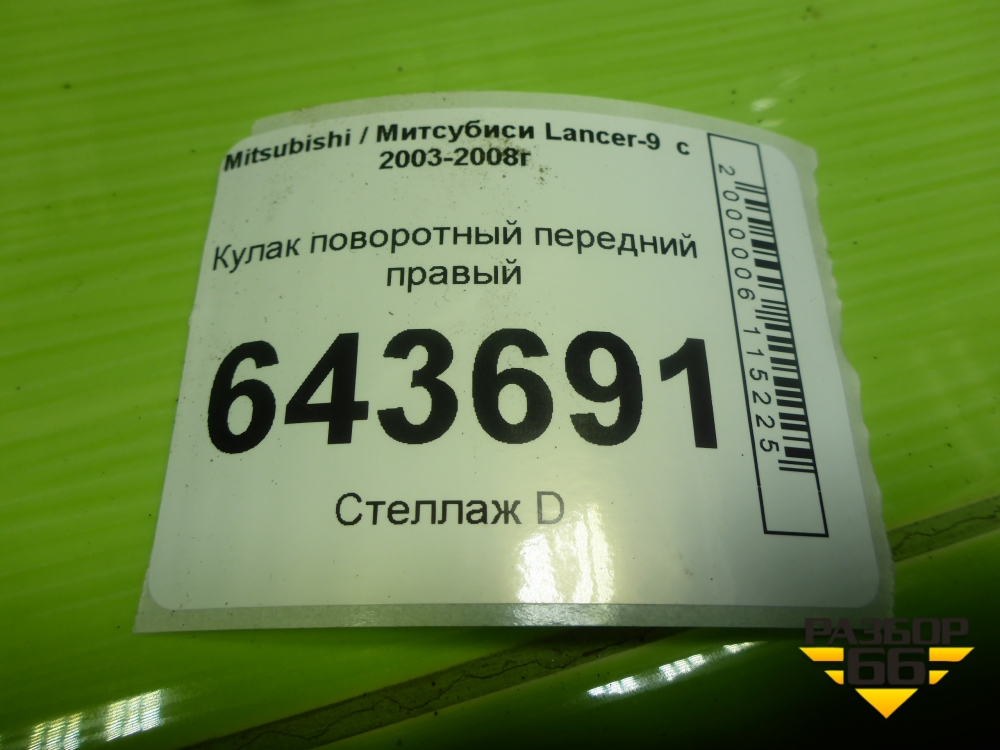 Mitsubishi / Митсубиси Lancer-9 с
2003-2008г
Кулак поворотный передний
правый
643691
Стеллаж D
2000006115225
РАЗБОР
66